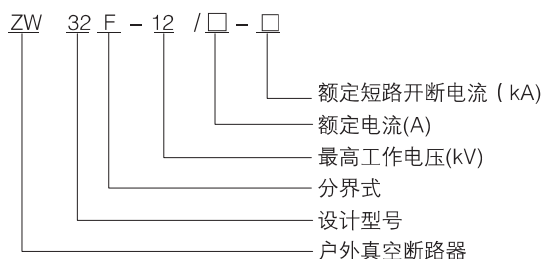 ZW 32 F - 12 /□ - □
额定短路开断电流（kA)
额定电流(A)
最高工作电压(kV)
分界式
设计型号
户外真空断路器